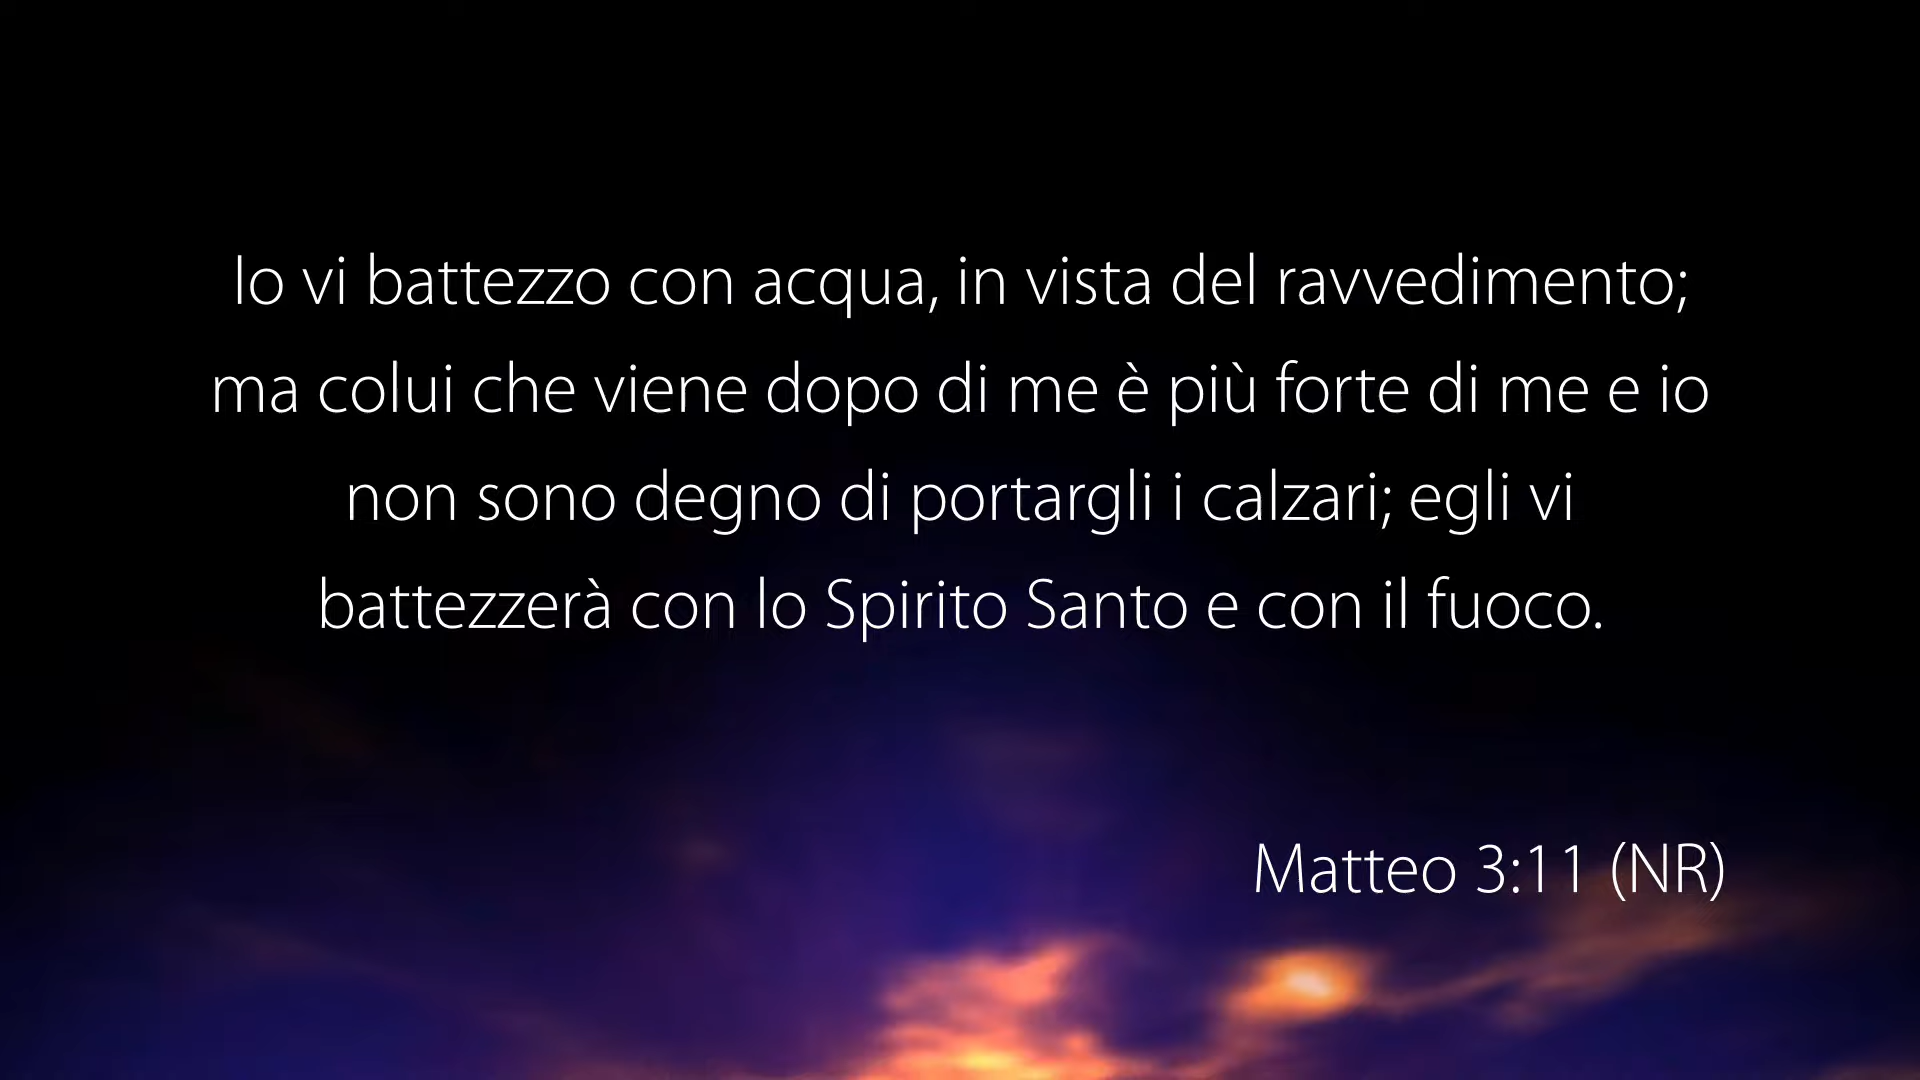 Io vi battezzo con acqua, in vista del ravvedimento;
ma colui che viene dopo di me è più forte di me e io
non sono degno di portargli i calzari; egli vi
battezzerà con lo Spirito Santo e con il fuoco.
Matteo 3:11 (NR)